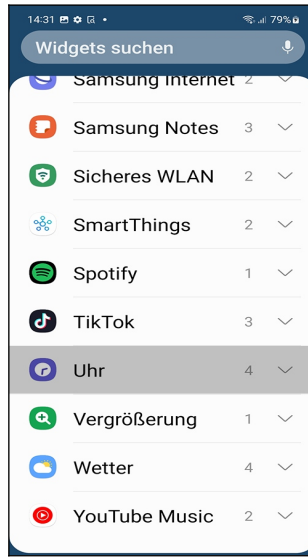 14:31 79%
Widgets suchen
Samsung Internet 2
Samsung Notes 3
Sicheres WLAN 2
SmartThings 2
Spotify 1
TikTok 3
Uhr 4
Vergrößerung 1
Wetter 4
YouTube Music 2